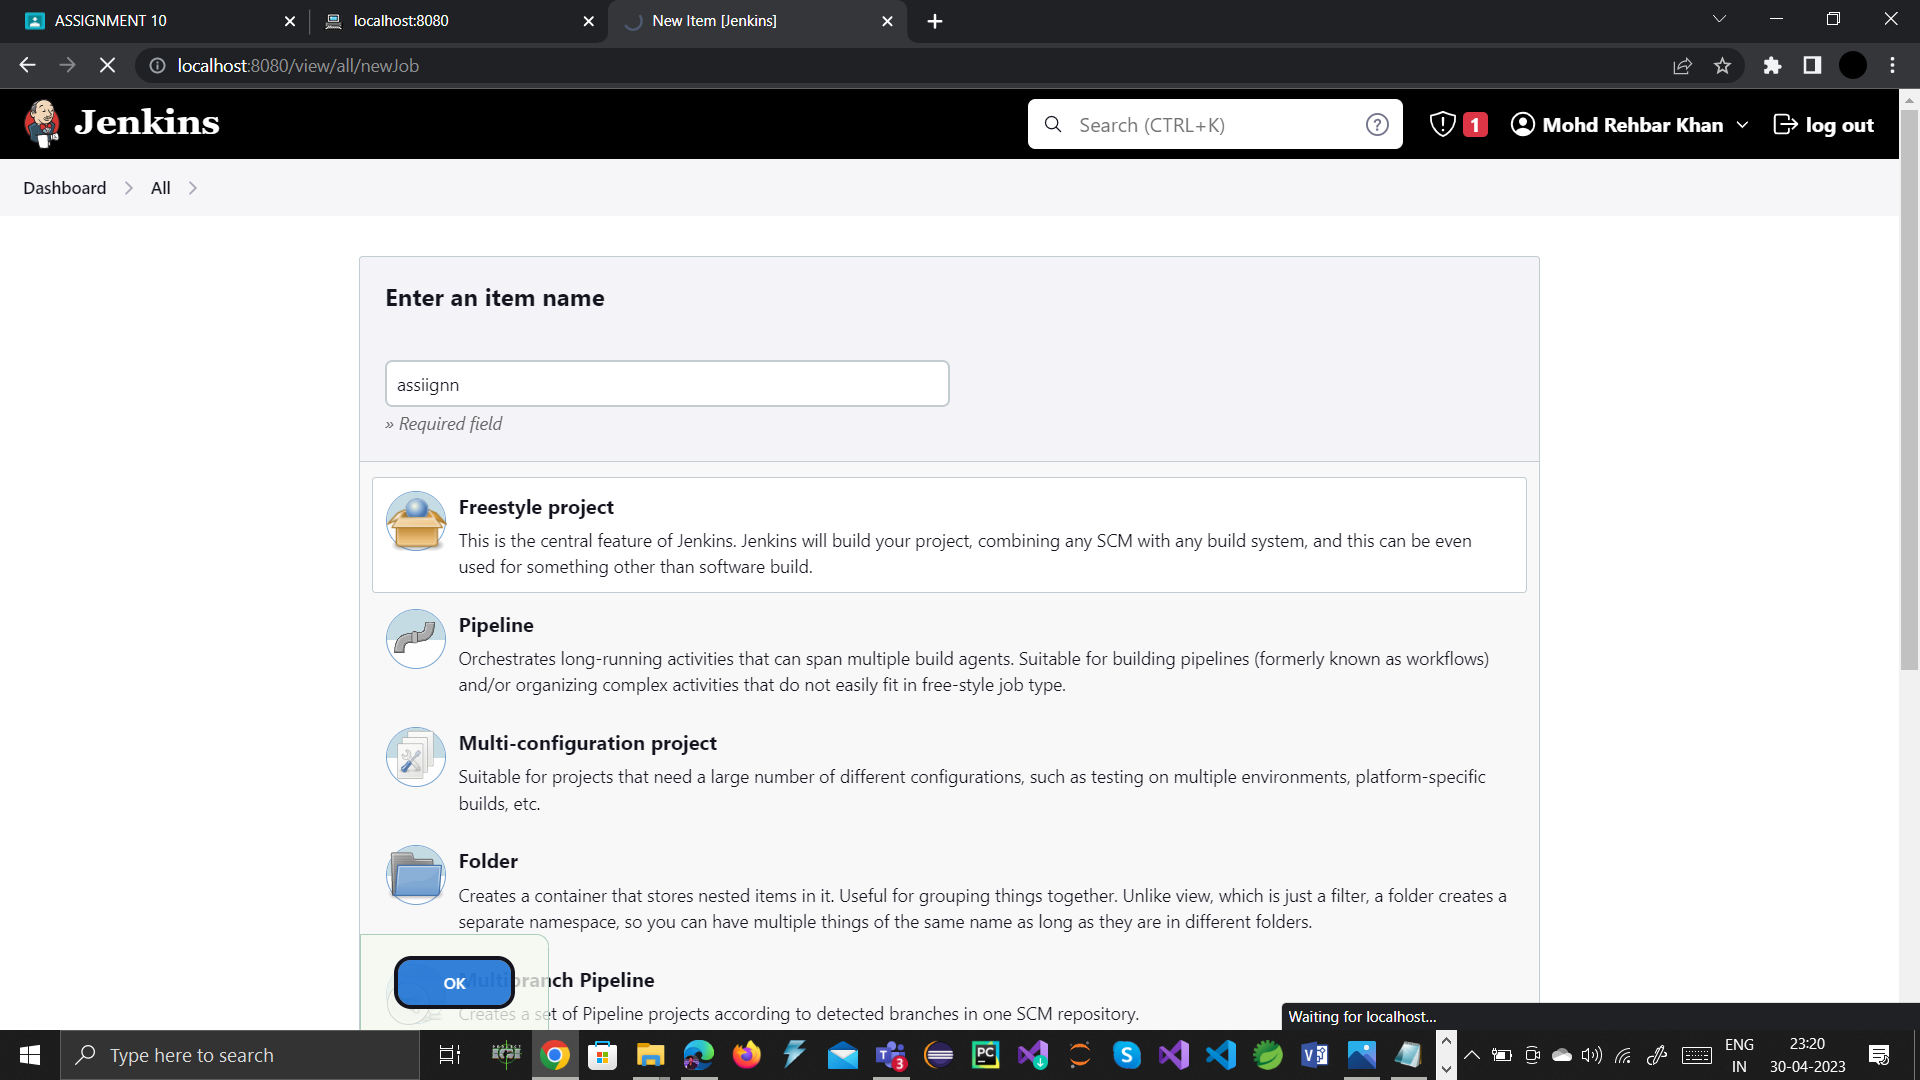 ASSIGNMENT 10
localhost:8080
New Item [Jenkins]
localhost:8080/view/all/newJob
Jenkins
Search (CTRL+K)
1
Mohd Rehbar Khan
log out
Dashboard
All
Enter an item name
assiignn
» Required field
Freestyle project
This is the central feature of Jenkins. Jenkins will build your project, combining any SCM with any build system, and this can be even
used for something other than software build.
Pipeline
Orchestrates long-running activities that can span multiple build agents. Suitable for building pipelines (formerly known as workflows)
and/or organizing complex activities that do not easily fit in free-style job type.
Multi-configuration project
Suitable for projects that need a large number of different configurations, such as testing on multiple environments, platform-specific
builds, etc.
Folder
Creates a container that stores nested items in it. Useful for grouping things together. Unlike view, which is just a filter, a folder creates a
separate namespace, so you can have multiple things of the same name as long as they are in different folders.
Multibranch Pipeline
OK
Creates a set of Pipeline projects according to detected branches in one SCM repository.
Waiting for localhost...
Type here to search
PC
3
S
ENG
IN
23:20
30-04-2023